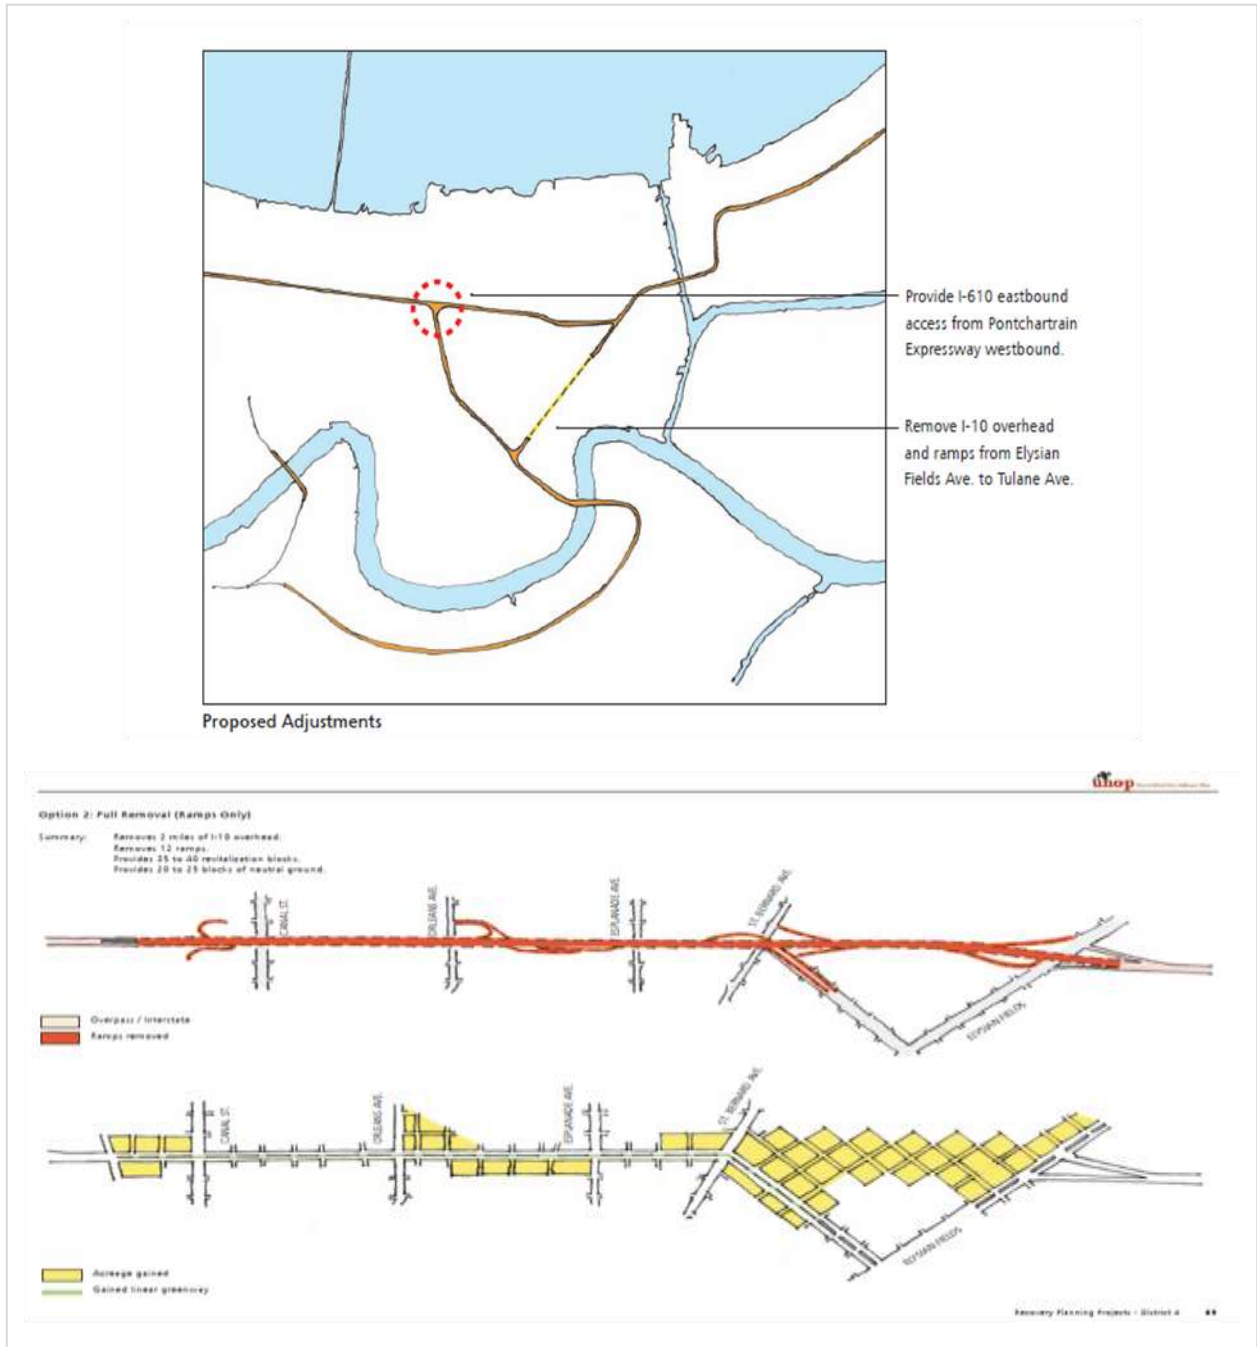 Provide I-610 eastbound
access from Pontchartrain
Expressway westbound.
Remove I-10 overhead
and ramps from Elysian
Fields Ave. to Tulane Ave.
Proposed Adjustments
unop
Option 2: Full Removal (Ramps Only)
Summary: Removes 2 miles of I-10 overhead.
Removes 12 ramps.
Provides 35 to 40 revitalization blocks.
Provides 20 to 25 blocks of neutral ground.
CANAL ST.
ORLEANS AVE.
ESPLANADE AVE.
ST. BERNARD AVE.
ELYSIAN FIELDS
Overpass / Interstate
Ramps removed
CANAL ST.
ORLEANS AVE.
ESPLANADE AVE.
ST. BERNARD AVE.
ELYSIAN FIELDS
Acreage gained
Gained linear greenway
Recovery Planning Projects - District 4